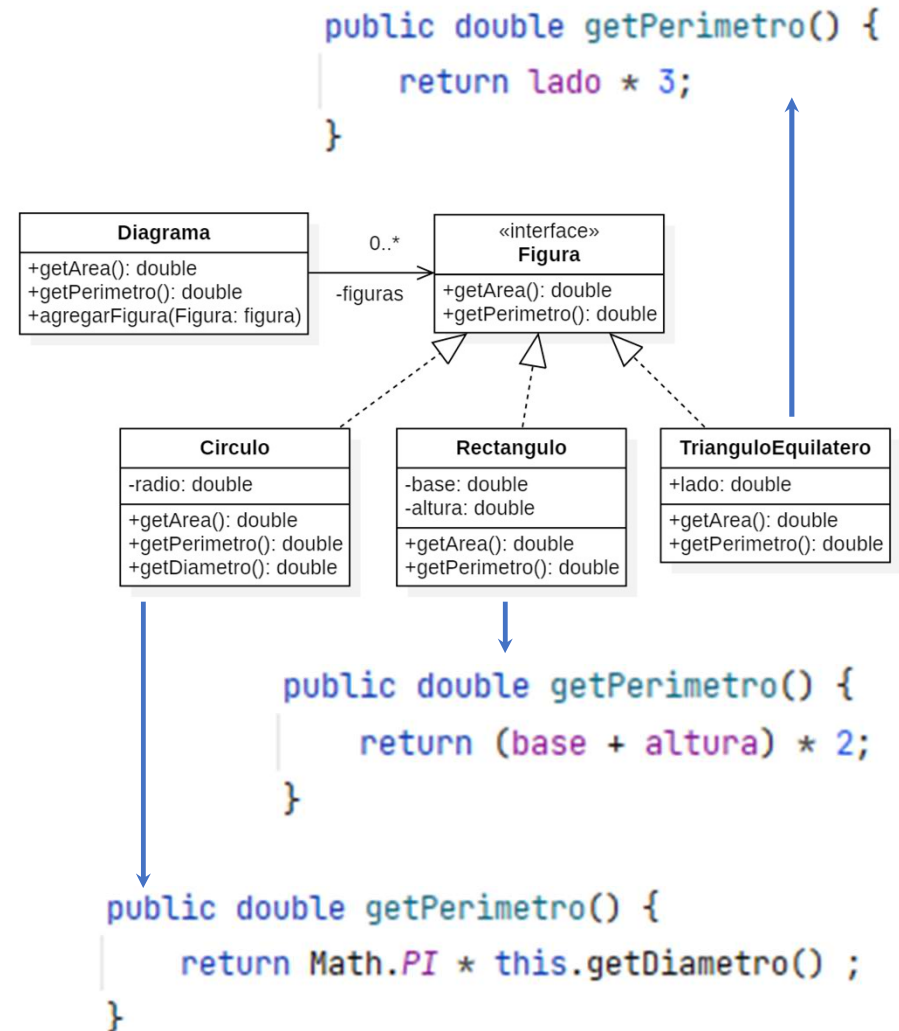 public double getPerimetro() {
return lado * 3;
}
Diagrama
+getArea(): double
+getPerimetro(): double
+agregarFigura(Figura: figura)
0..*
-figuras
«interface»
Figura
+getArea(): double
+getPerimetro(): double
Circulo
-radio: double
+getArea(): double
+getPerimetro(): double
+getDiametro(): double
Rectangulo
-base: double
-altura: double
+getArea(): double
+getPerimetro(): double
TrianguloEquilatero
+lado: double
+getArea(): double
+getPerimetro(): double
public double getPerimetro() {
return (base + altura) * 2;
}
public double getPerimetro() {
return Math.PI * this.getDiametro() ;
}